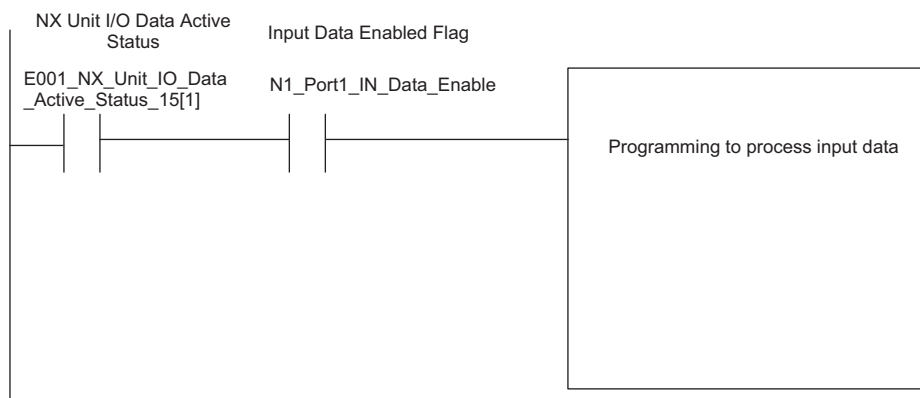 NX Unit I/O Data Active
Status
Input Data Enabled Flag
E001_NX_Unit_IO_Data
_Active_Status_15[1]
N1_Port1_IN_Data_Enable
Programming to process input data